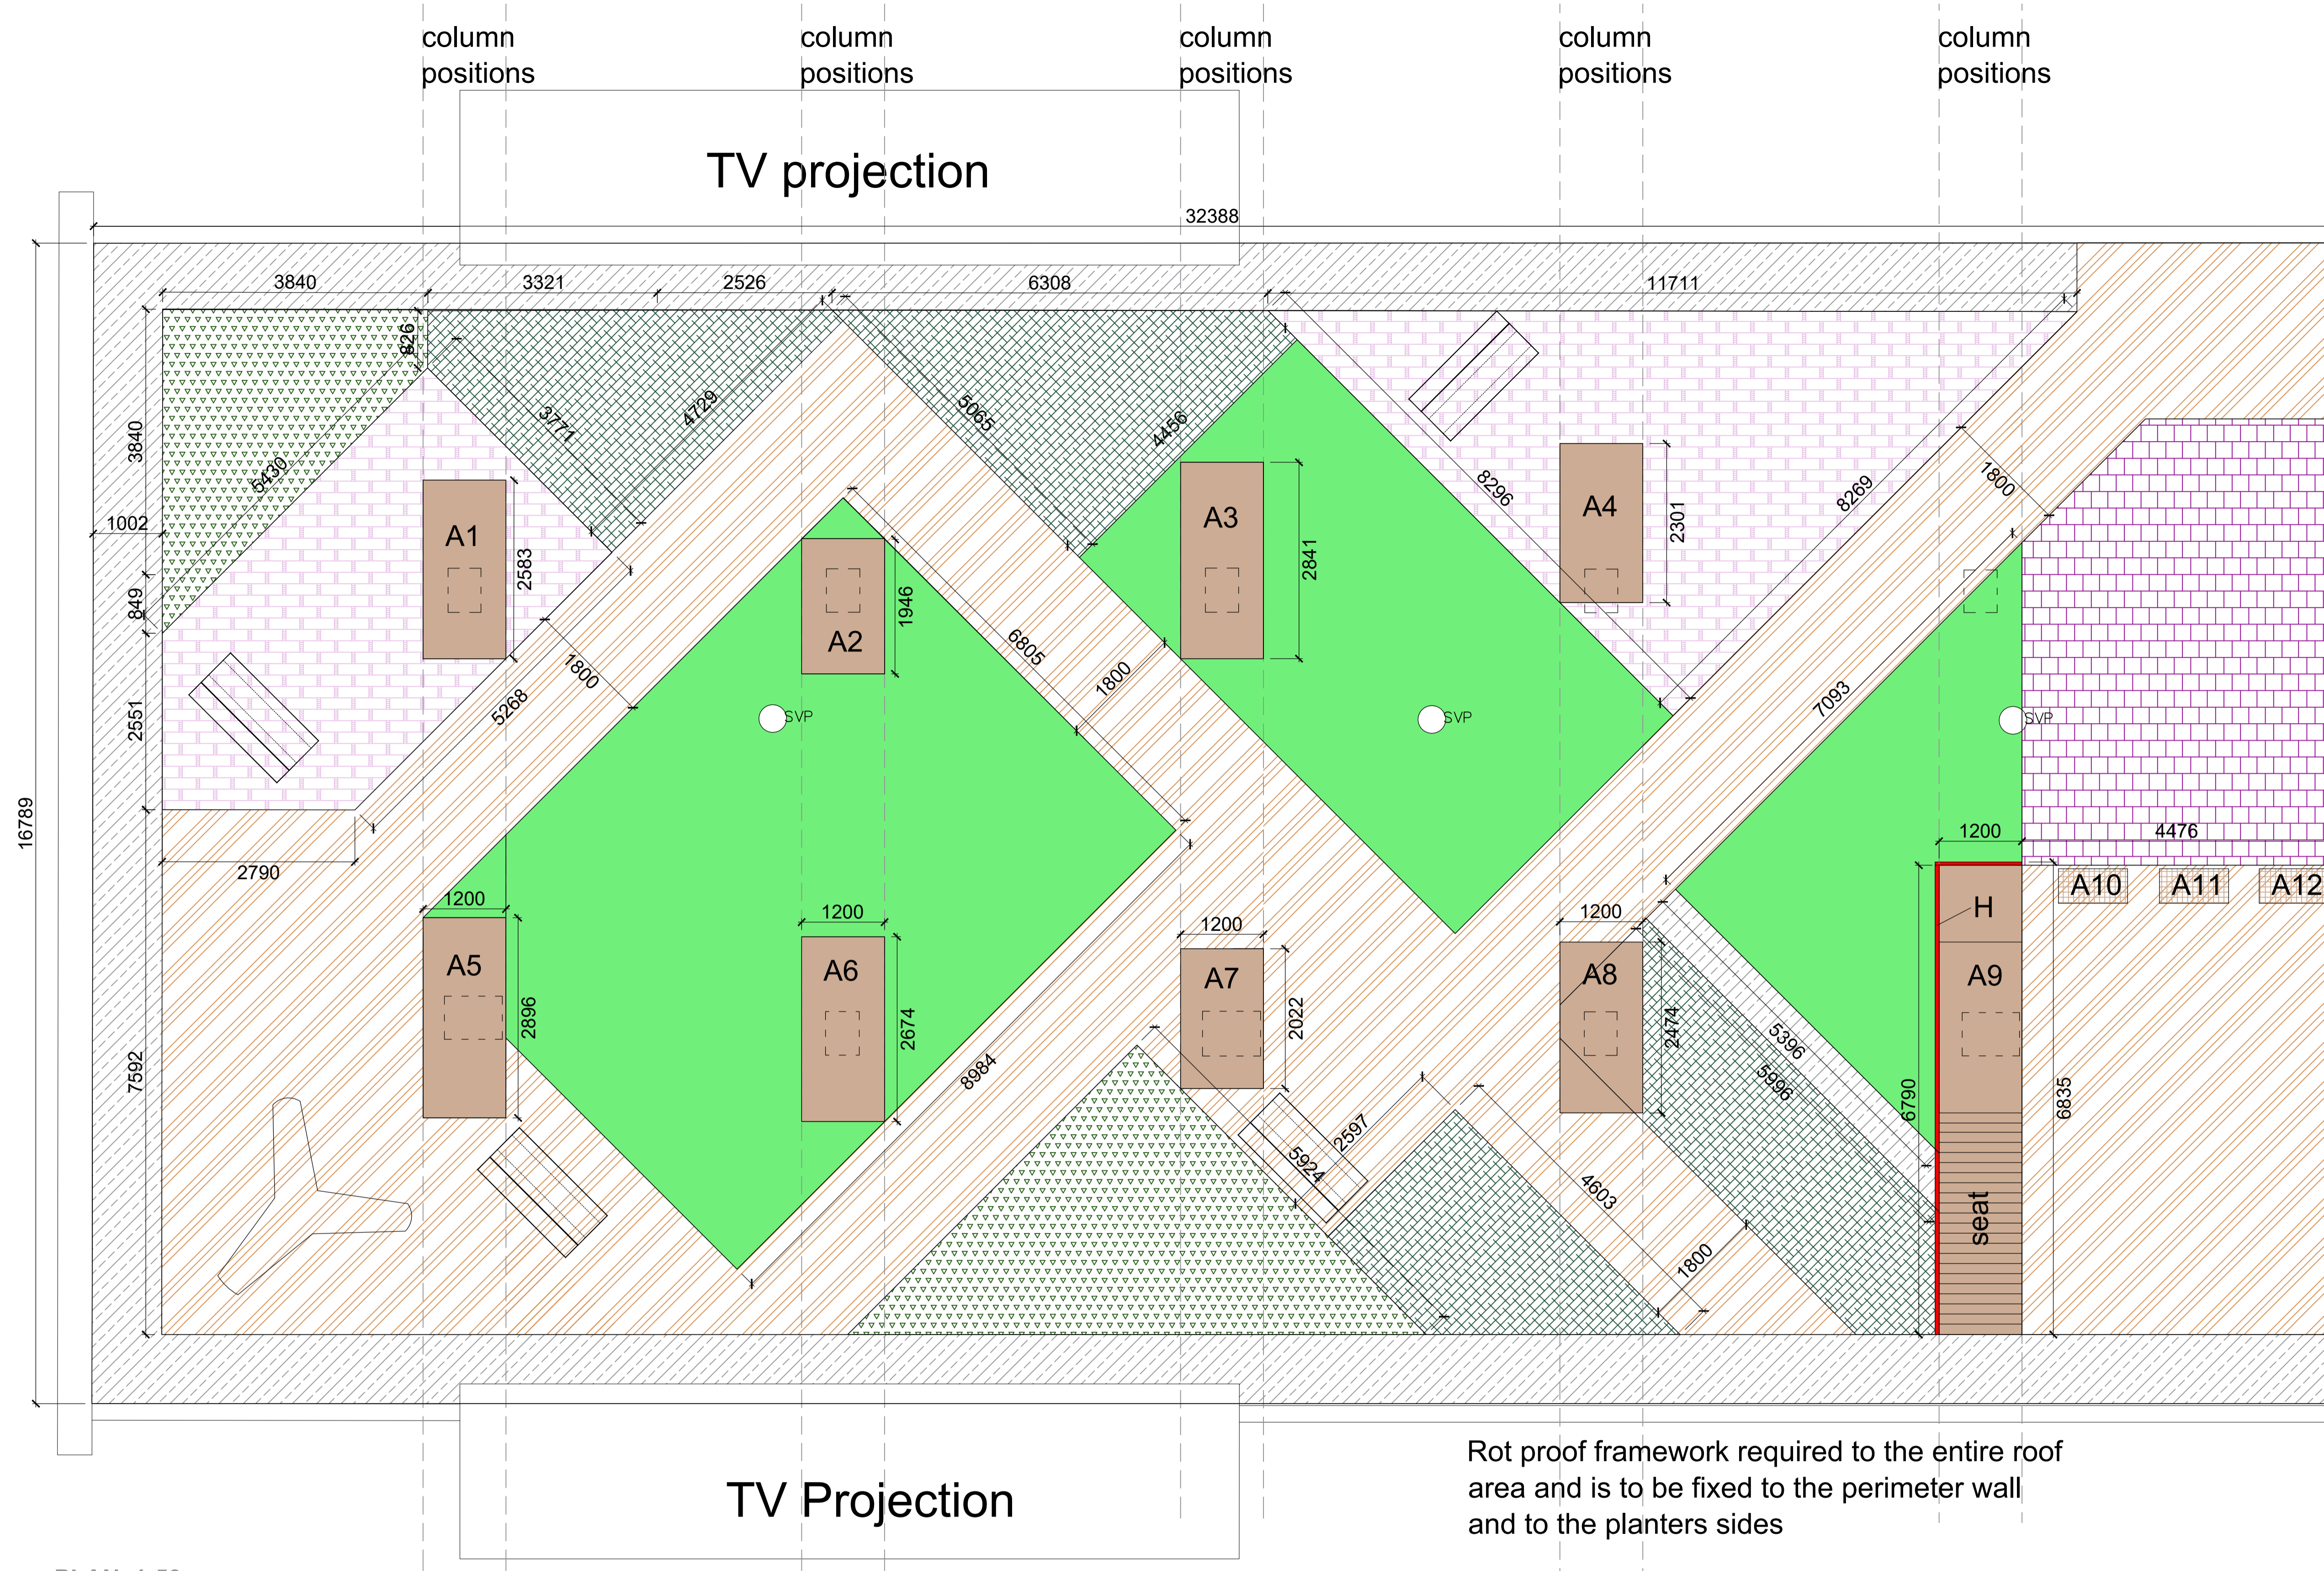 column column column column column
positions positions positions positions positions
TV projection
32388
3840 3321 2526 6308 11711
826
3840
3771
4729
5065
4456
5430
8296
8269
1800
1002
A1
A3
A4
2301
2583
2841
849
1946
A2
6805
1800
1800
5268
2551
SVP
SVP
SVP
7093
16789
2790
1200
1200
1200
1200
1200
4476
A10 A11 A12
H
A5
A6
A7
A8
A9
2896
2674
2022
2474
5396
5996
7592
8984
2597
5924
4603
1800
6790
6835
seat
TV Projection
Rot proof framework required to the entire roof
area and is to be fixed to the perimeter wall
and to the planters sides